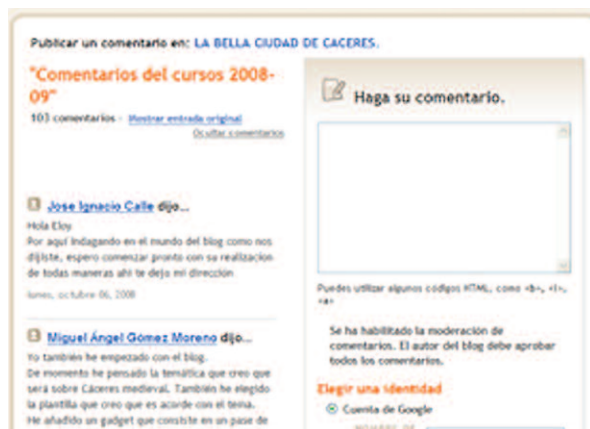 Publicar un comentario en: LA BELLA CIUDAD DE CACERES.
"Comentarios del cursos 2008-
09"
103 comentarios - Mostrar entrada original
Ocultar comentarios
Jose Ignacio Calle dijo...
Hola Eloy
Por aquí indagando en el mundo del blog como nos
dijiste, espero comenzar pronto con su realizacion
de todas maneras ahi te dejo mi dirección
lunes, octubre 06, 2008
Miguel Ángel Gómez Moreno dijo...
Yo también he empezado con el blog.
De momento he pensado la temática que creo que
será sobre Cáceres medieval. También he elegido
la plantilla que creo que es acorde con el tema.
He añadido un gadget que consiste en un pase de
Haga su comentario.
Puedes utilizar algunos códigos HTML, como <b>, <i>,
<a>
Se ha habilitado la moderación de
comentarios. El autor del blog debe aprobar
todos los comentarios.
Elegir una identidad
Cuenta de Google
NOMBRE DE